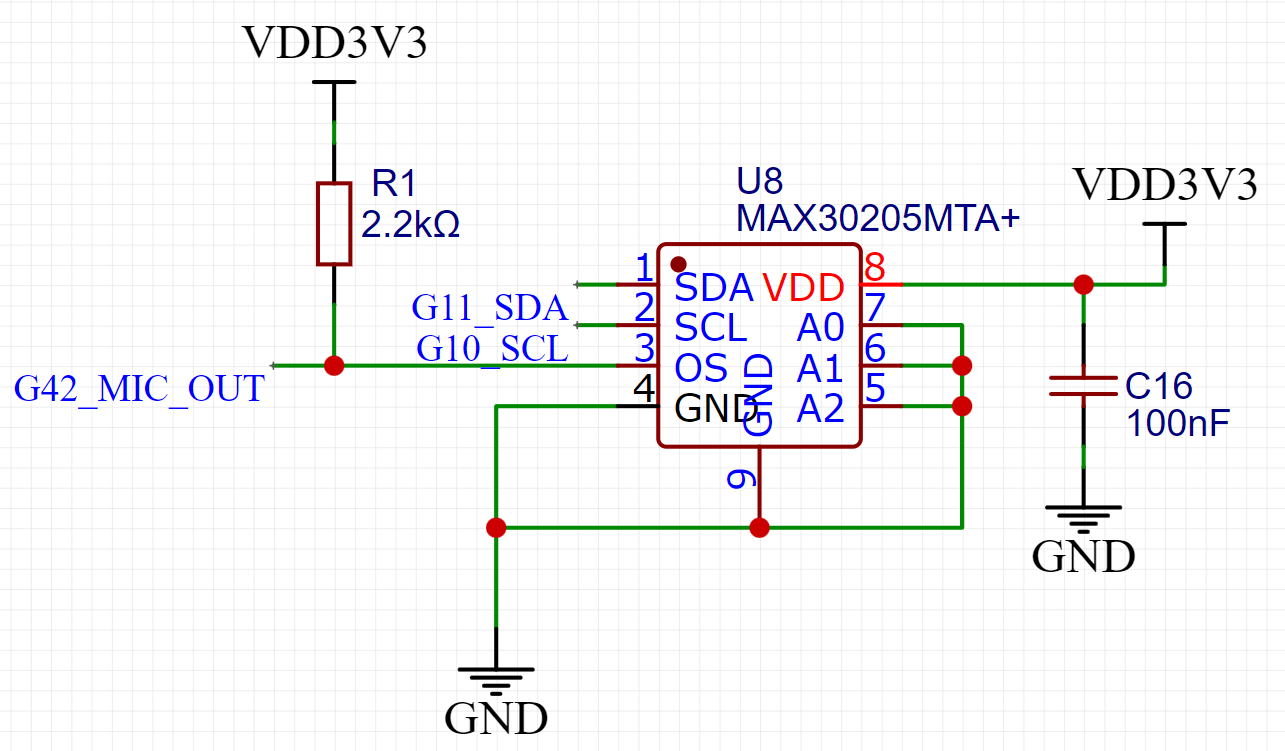 VDD3V3
R1
2.2kΩ
U8
MAX30205MTA+
VDD3V3
1
SDA
VDD
8
G11_SDA
2
SCL
A0
7
G10_SCL
3
OS
A1
6
G42_MIC_OUT
4
GND
GND
A2
5
9
C16
100nF
GND
GND